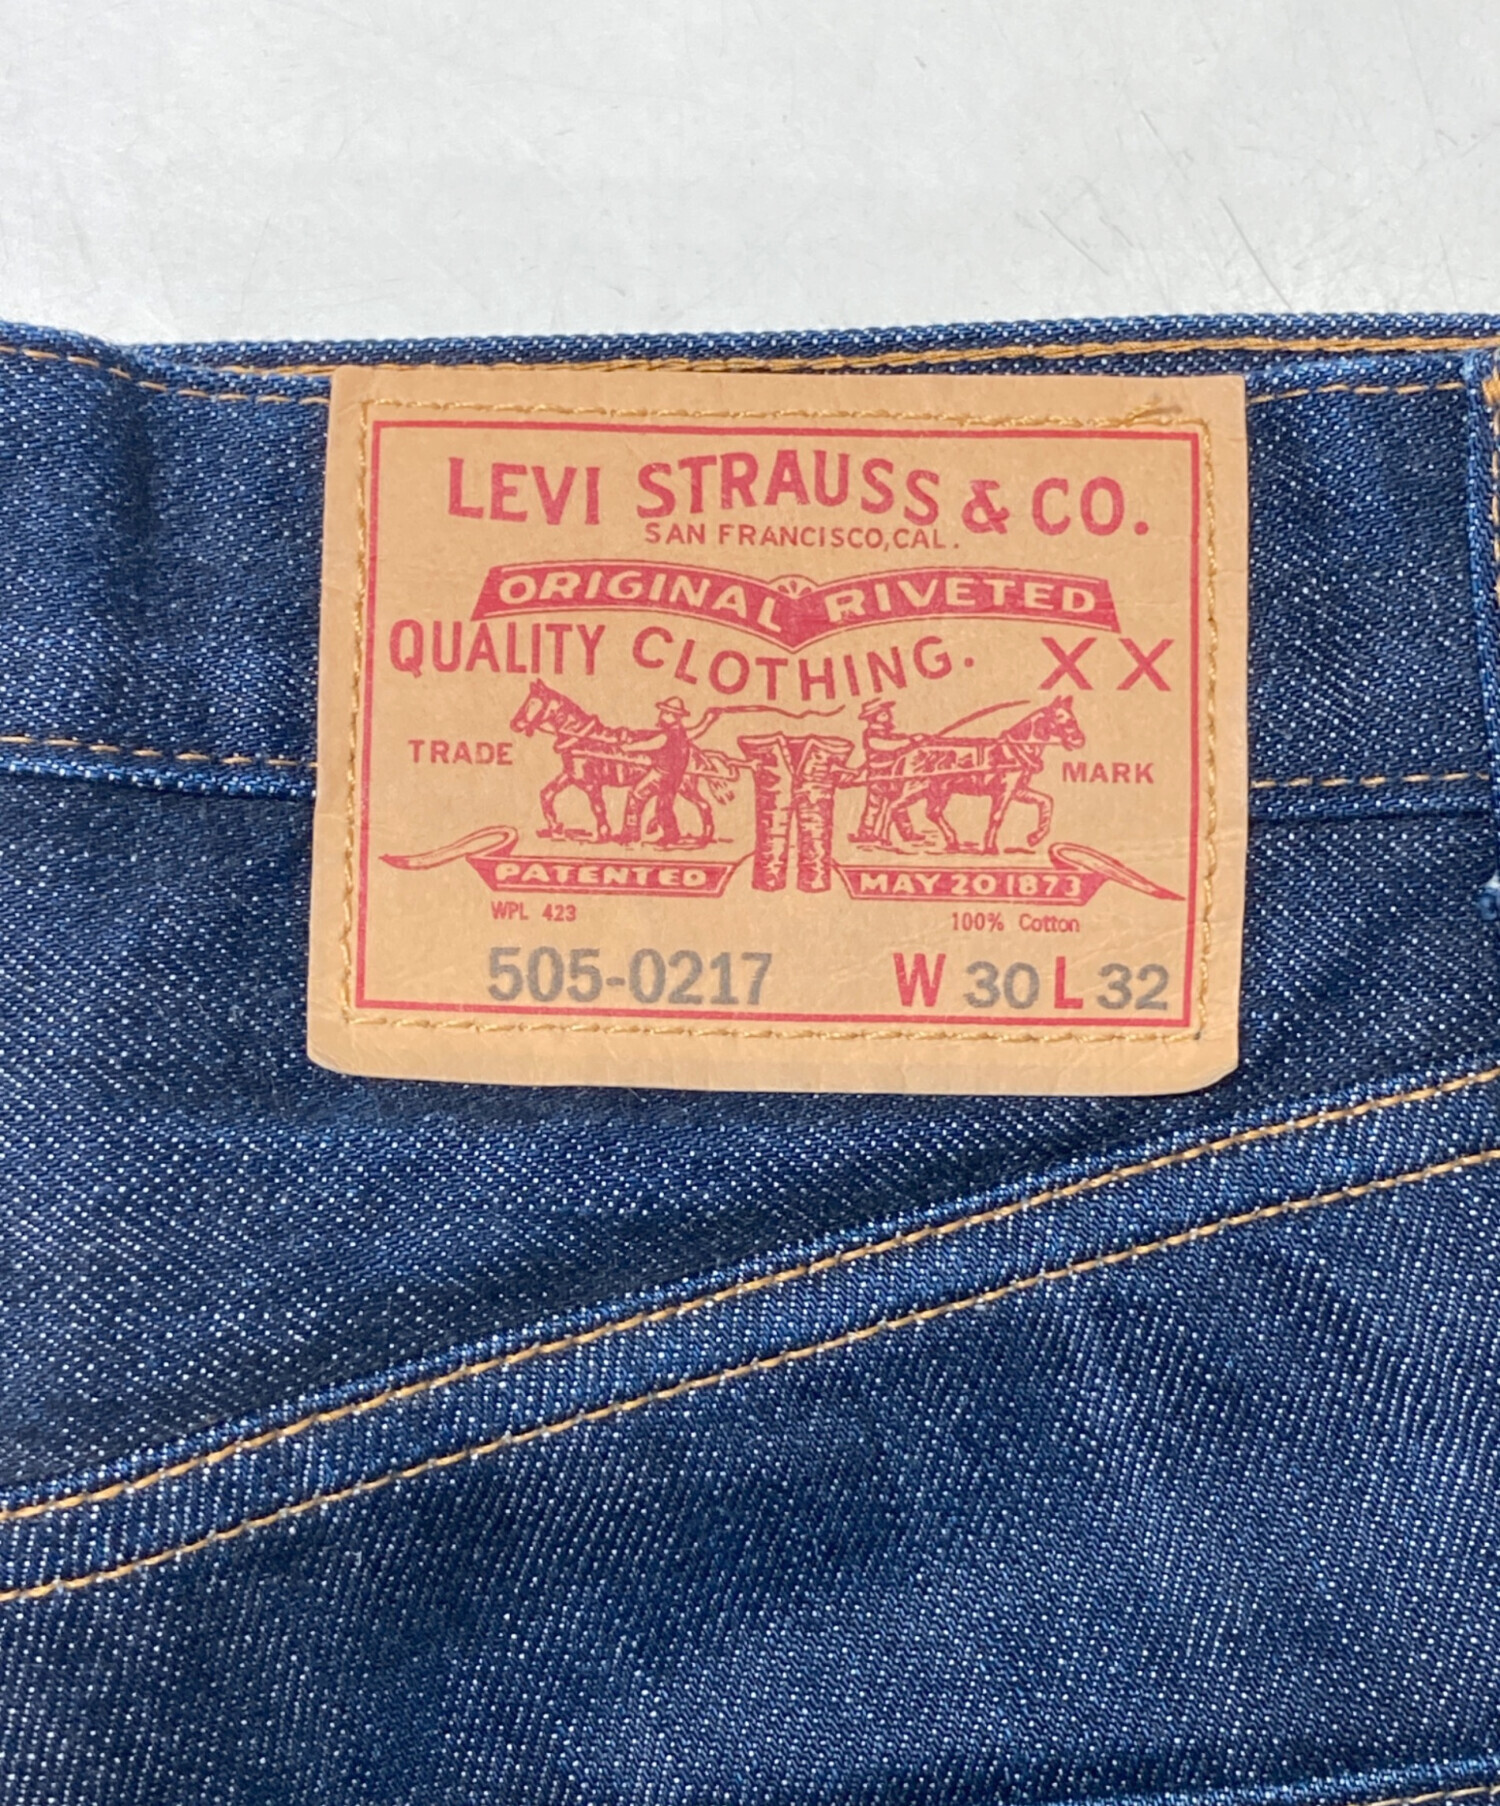 LEVI STRAUSS & CO.
SAN FRANCISCO, CAL.
ORIGINAL RIVETED
QUALITY CLOTHING. XX
TRADE MARK
PATENTED MAY 20 1873
WPL 423 100% Cotton
505-0217 W 30 L 32